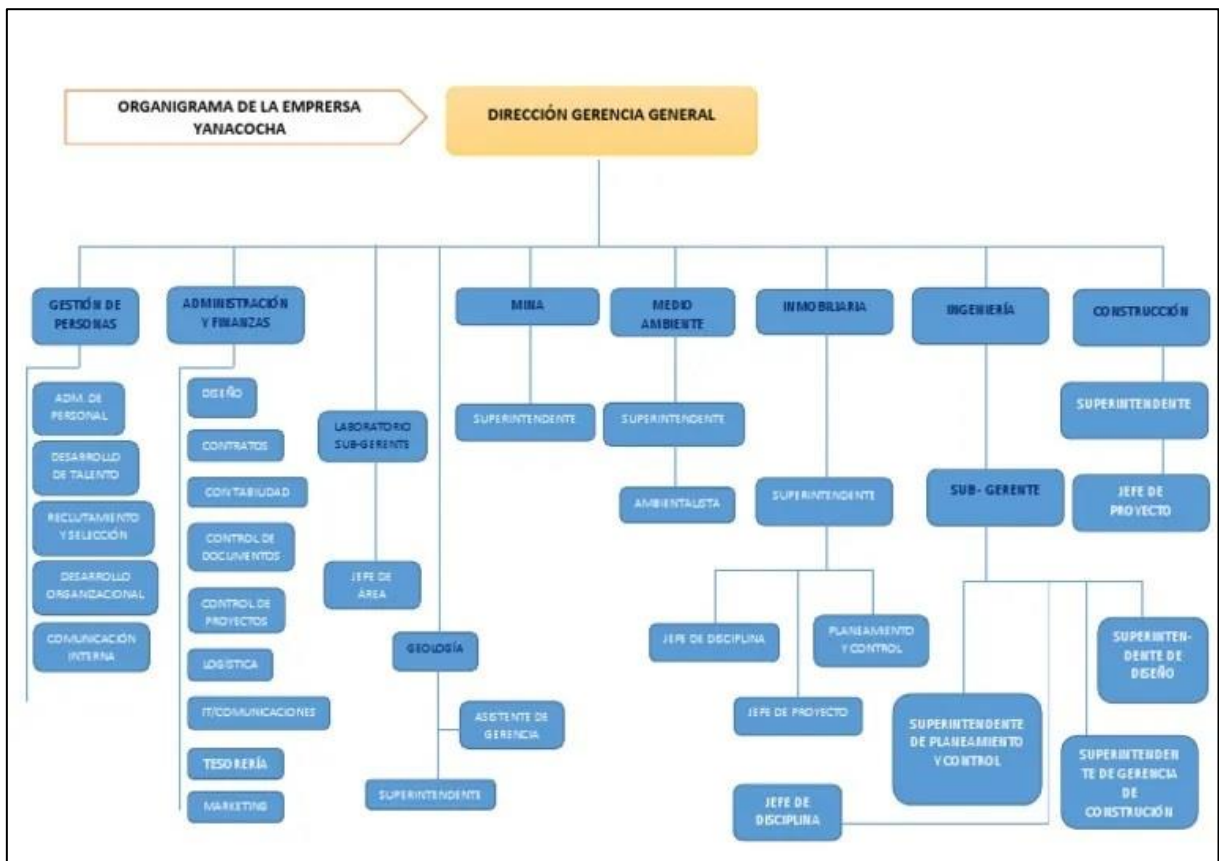 ORGANIGRAMA DE LA EMPRERSA
YANACOCHA
DIRECCIÓN GERENCIA GENERAL
GESTIÓN DE
PERSONAS
ADM. DE
PERSONAL
DESARROLLO
DE TALENTO
RECLUTAMIENTO
Y SELECCIÓN
DESARROLLO
ORGANIZACIONAL
COMUNICACIÓN
INTERNA
ADMINISTRACIÓN
Y FINANZAS
DISEÑO
CONTRATOS
CONTABILIDAD
CONTROL DE
DOCUMENTOS
CONTROL DE
PROYECTOS
LOGÍSTICA
IT/COMUNICACIONES
TESORERÍA
MARKETING
LABORATORIO
SUB-GERENTE
JEFE DE
ÁREA
GEOLOGÍA
ASISTENTE DE
GERENCIA
SUPERINTENDENTE
MINA
SUPERINTENDENTE
MEDIO
AMBIENTE
SUPERINTENDENTE
AMBIENTALISTA
INMOBILIARIA
SUPERINTENDENTE
JEFE DE DISCIPLINA
JEFE DE PROYECTO
PLANEAMIENTO
Y CONTROL
INGENIERÍA
SUB- GERENTE
SUPERINTENDENTE
DE PLANEAMIENTO
Y CONTROL
JEFE DE
DISCIPLINA
SUPERINTENDEN
TE DE GERENCIA
DE
CONSTRUCIÓN
SUPERINTEN-
DENTE DE
DISEÑO
CONSTRUCCIÓN
SUPERINTENDENTE
JEFE DE
PROYECTO